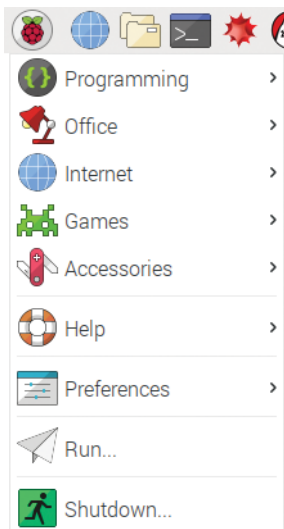 Programming
Office
Internet
Games
Accessories
Help
Preferences
Run...
Shutdown...